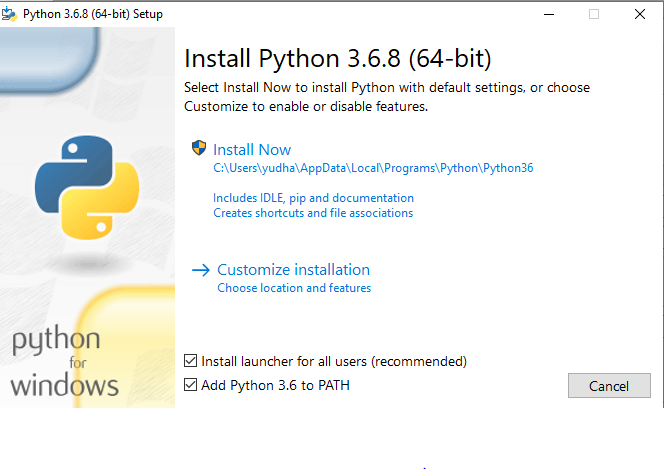 Python 3.6.8 (64-bit) Setup
Install Python 3.6.8 (64-bit)
Select Install Now to install Python with default settings, or choose
Customize to enable or disable features.
Install Now
C:\Users\yudha\AppData\Local\Programs\Python\Python36
Includes IDLE, pip and documentation
Creates shortcuts and file associations
Customize installation
Choose location and features
python
for
windows
Install launcher for all users (recommended)
Add Python 3.6 to PATH
Cancel